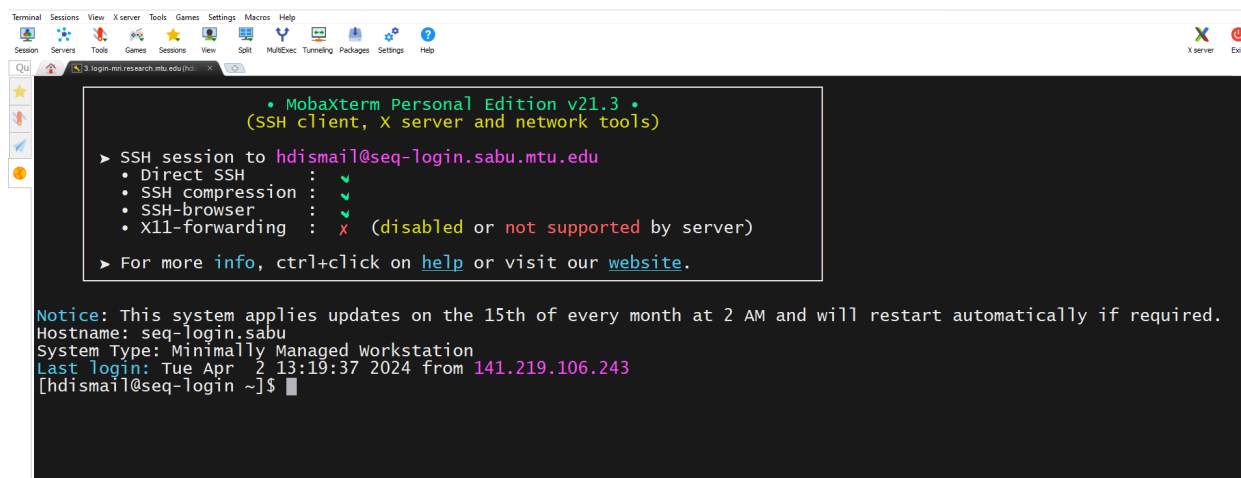 Terminal Sessions View X server Tools Games Settings Macros Help
Session Servers Tools Games Sessions View Split MultiExec Tunneling Packages Settings Help X server Exi
Qu 3. login-mri.research.mtu.edu (hdi
• MobaXterm Personal Edition v21.3 •
(SSH client, X server and network tools)
➤ SSH session to hdismail@seq-login.sabu.mtu.edu
• Direct SSH : ✔
• SSH compression : ✔
• SSH-browser : ✔
• X11-forwarding : ✘ (disabled or not supported by server)
➤ For more info, ctrl+click on help or visit our website.
Notice: This system applies updates on the 15th of every month at 2 AM and will restart automatically if required.
Hostname: seq-login.sabu
System Type: Minimally Managed Workstation
Last login: Tue Apr 2 13:19:37 2024 from 141.219.106.243
[hdismail@seq-login ~]$